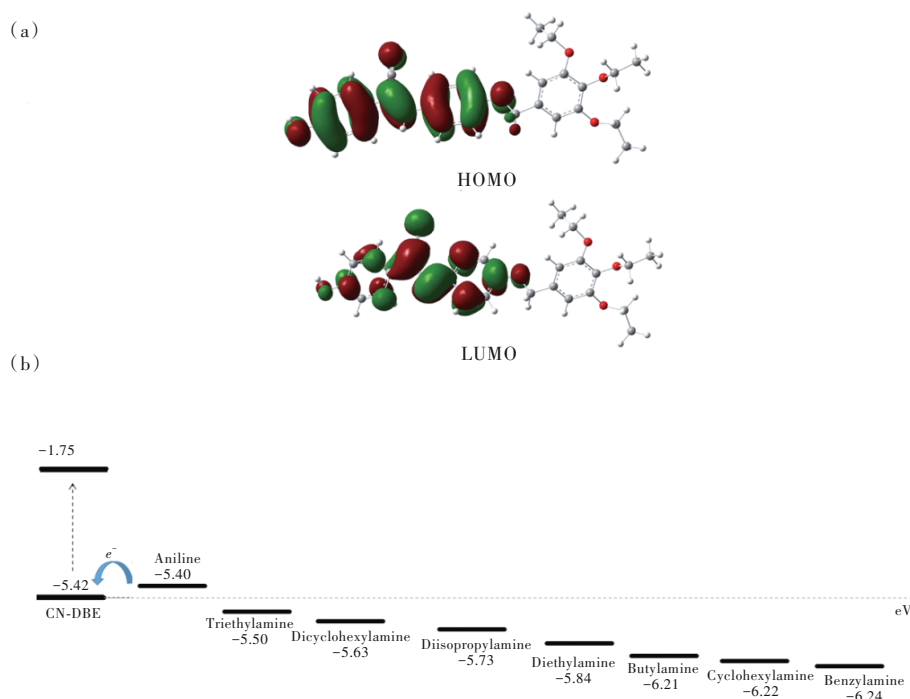 (a)
HOMO
LUMO
(b)
−1.75
e−
Aniline
−5.40
−5.42
CN-DBE
eV
Triethylamine
−5.50
Dicyclohexylamine
−5.63
Diisopropylamine
−5.73
Diethylamine
−5.84
Butylamine
−6.21
Cyclohexylamine
−6.22
Benzylamine
−6.24